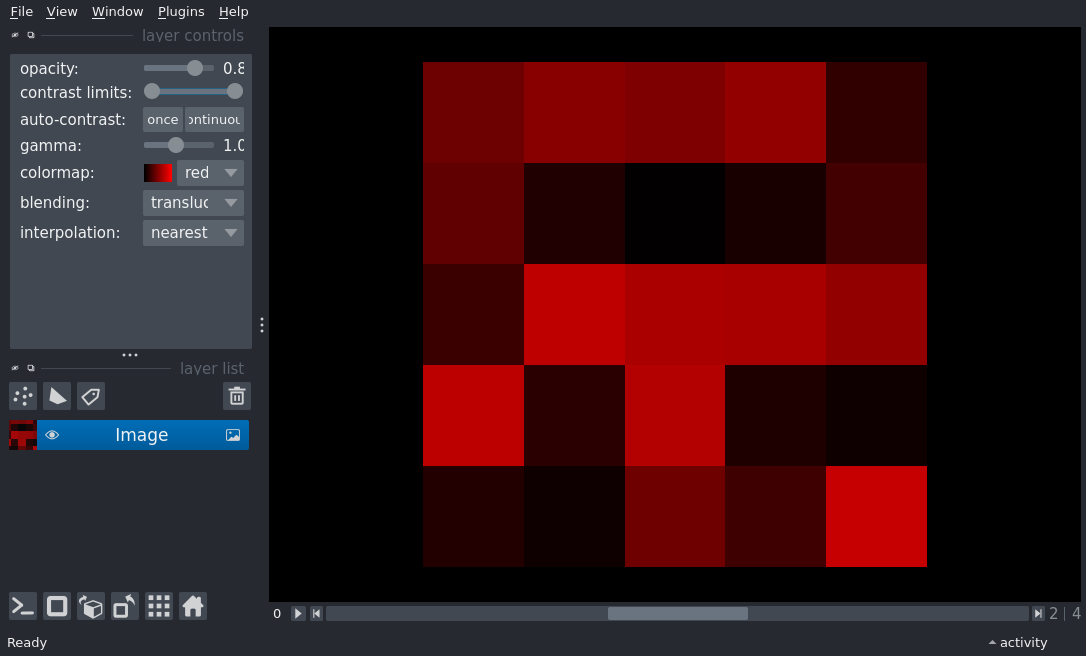 File View Window Plugins Help
layer controls
opacity: 0.8
contrast limits:
auto-contrast: once ontinuou
gamma: 1.0
colormap: red
blending: transluc
interpolation: nearest
layer list
Image
0 2 | 4
Ready activity